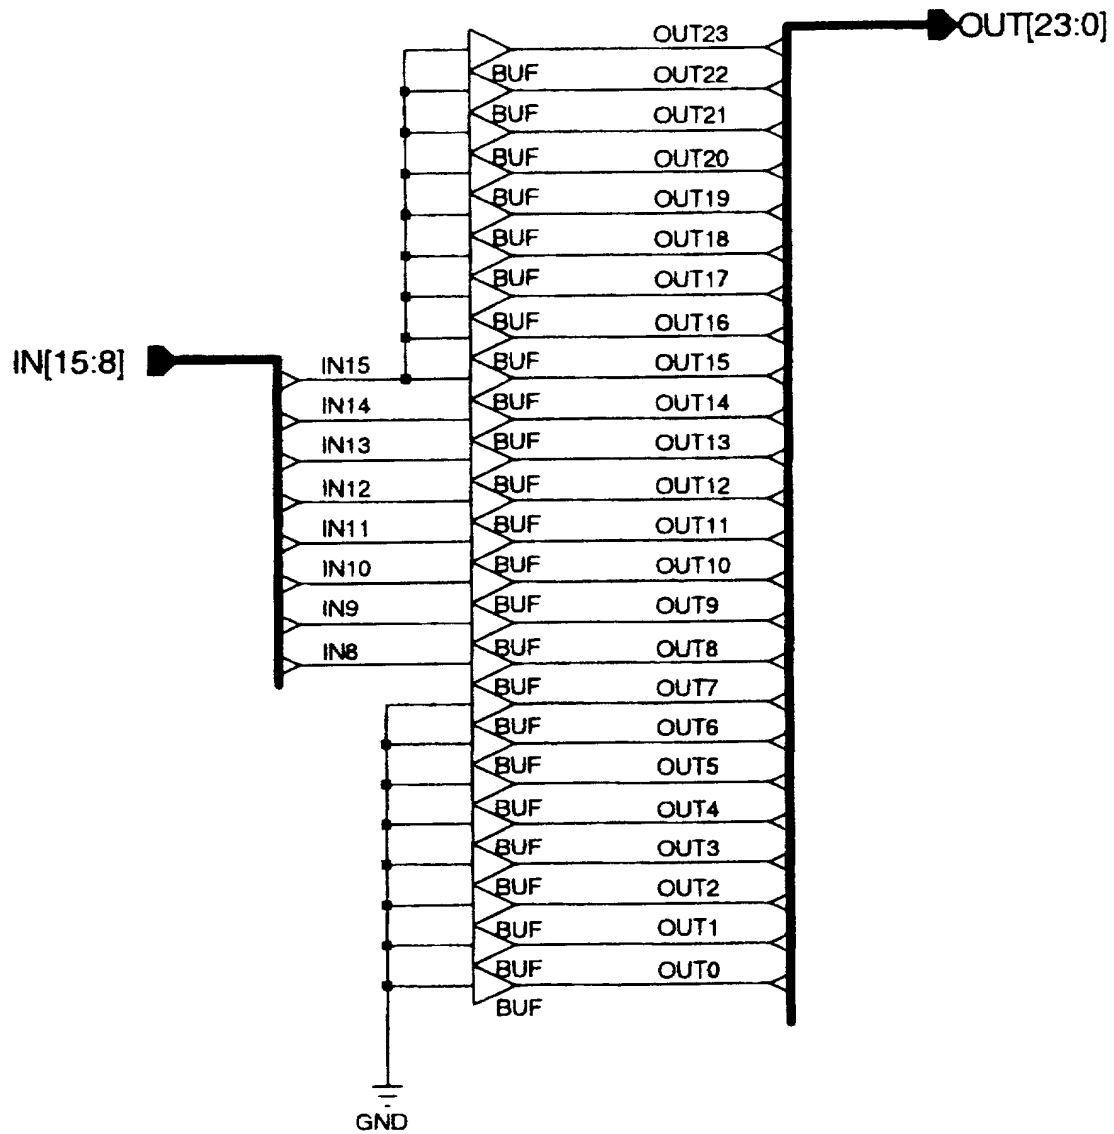 OUT[23:0]
OUT23
BUF OUT22
BUF OUT21
BUF OUT20
BUF OUT19
BUF OUT18
BUF OUT17
BUF OUT16
IN[15:8]
IN15 BUF OUT15
IN14 BUF OUT14
IN13 BUF OUT13
IN12 BUF OUT12
IN11 BUF OUT11
IN10 BUF OUT10
IN9 BUF OUT9
IN8 BUF OUT8
BUF OUT7
BUF OUT6
BUF OUT5
BUF OUT4
BUF OUT3
BUF OUT2
BUF OUT1
BUF OUT0
BUF
GND